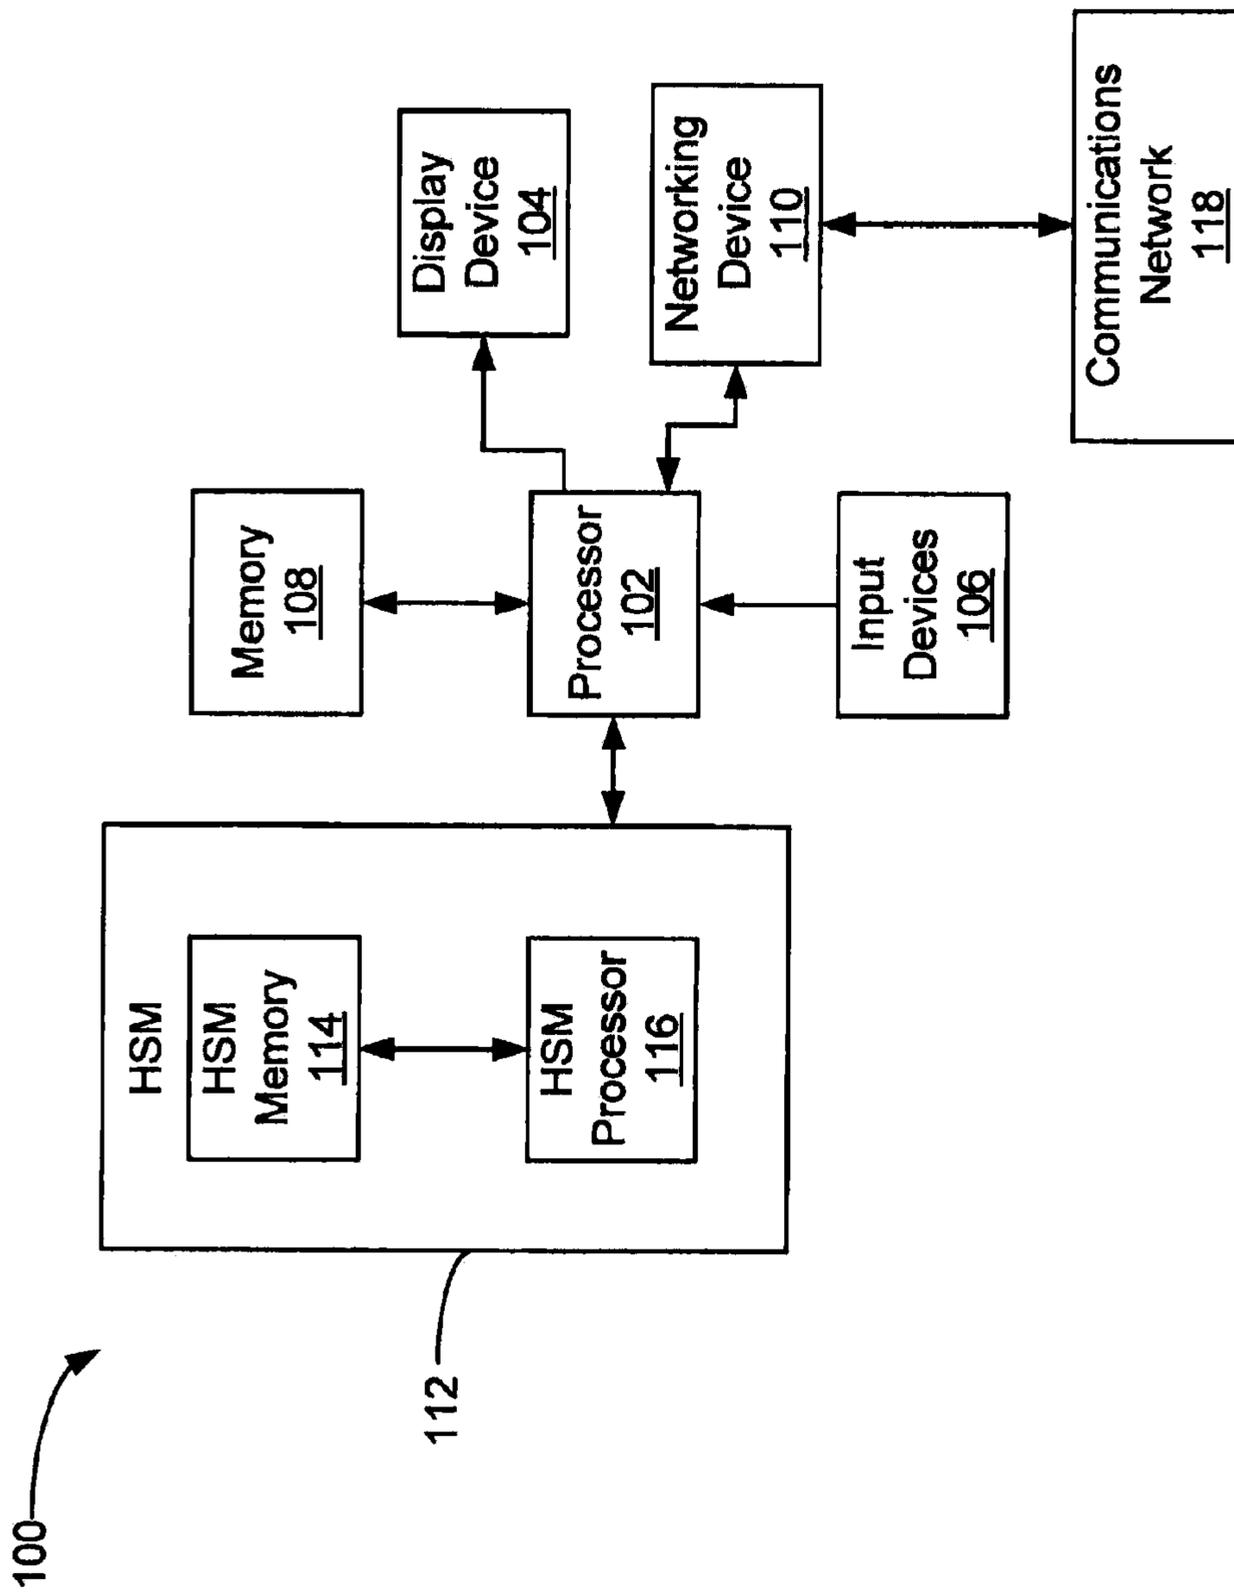 100
112
HSM
HSM
Memory
114
HSM
Processor
116
Memory
108
Processor
102
Input
Devices
106
Display
Device
104
Networking
Device
110
Communications
Network
118